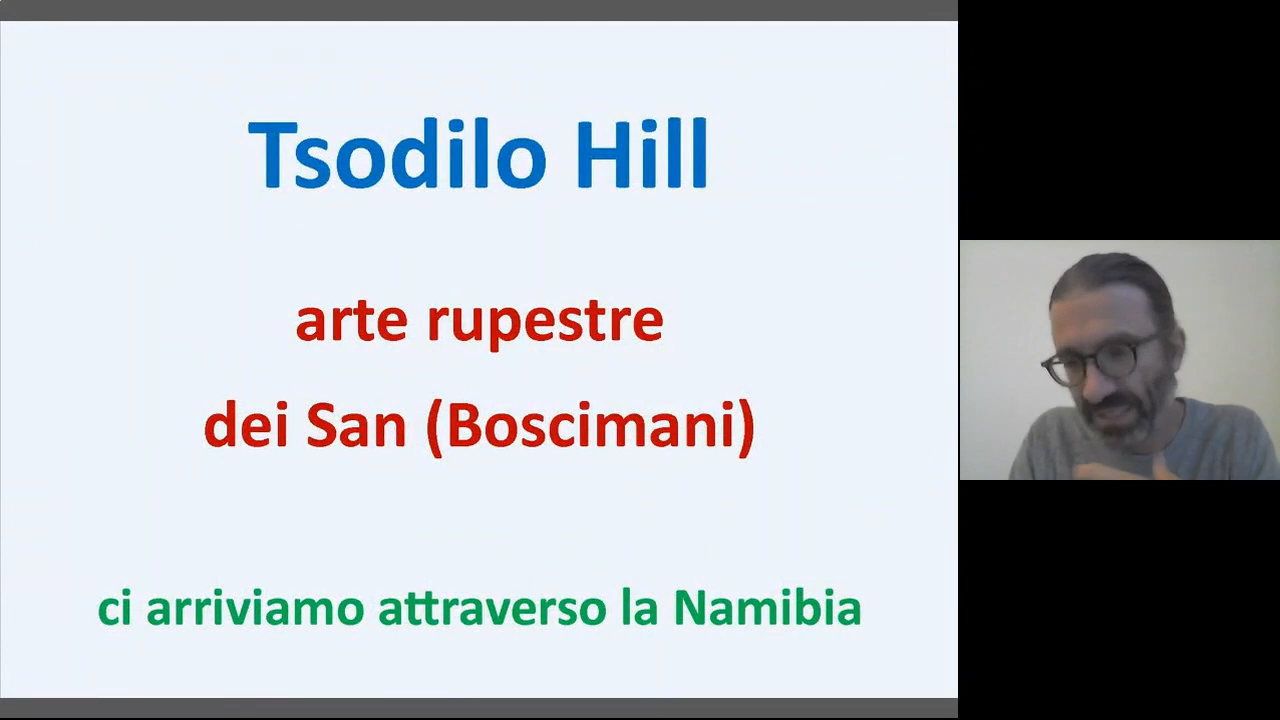 Tsodilo Hill
arte rupestre
dei San (Boscimani)
ci arriviamo attraverso la Namibia